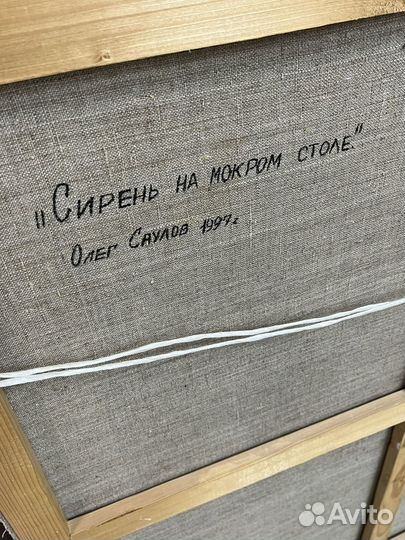 "Сирень на мокром столе."
Олег Саулов 1997г
Avito